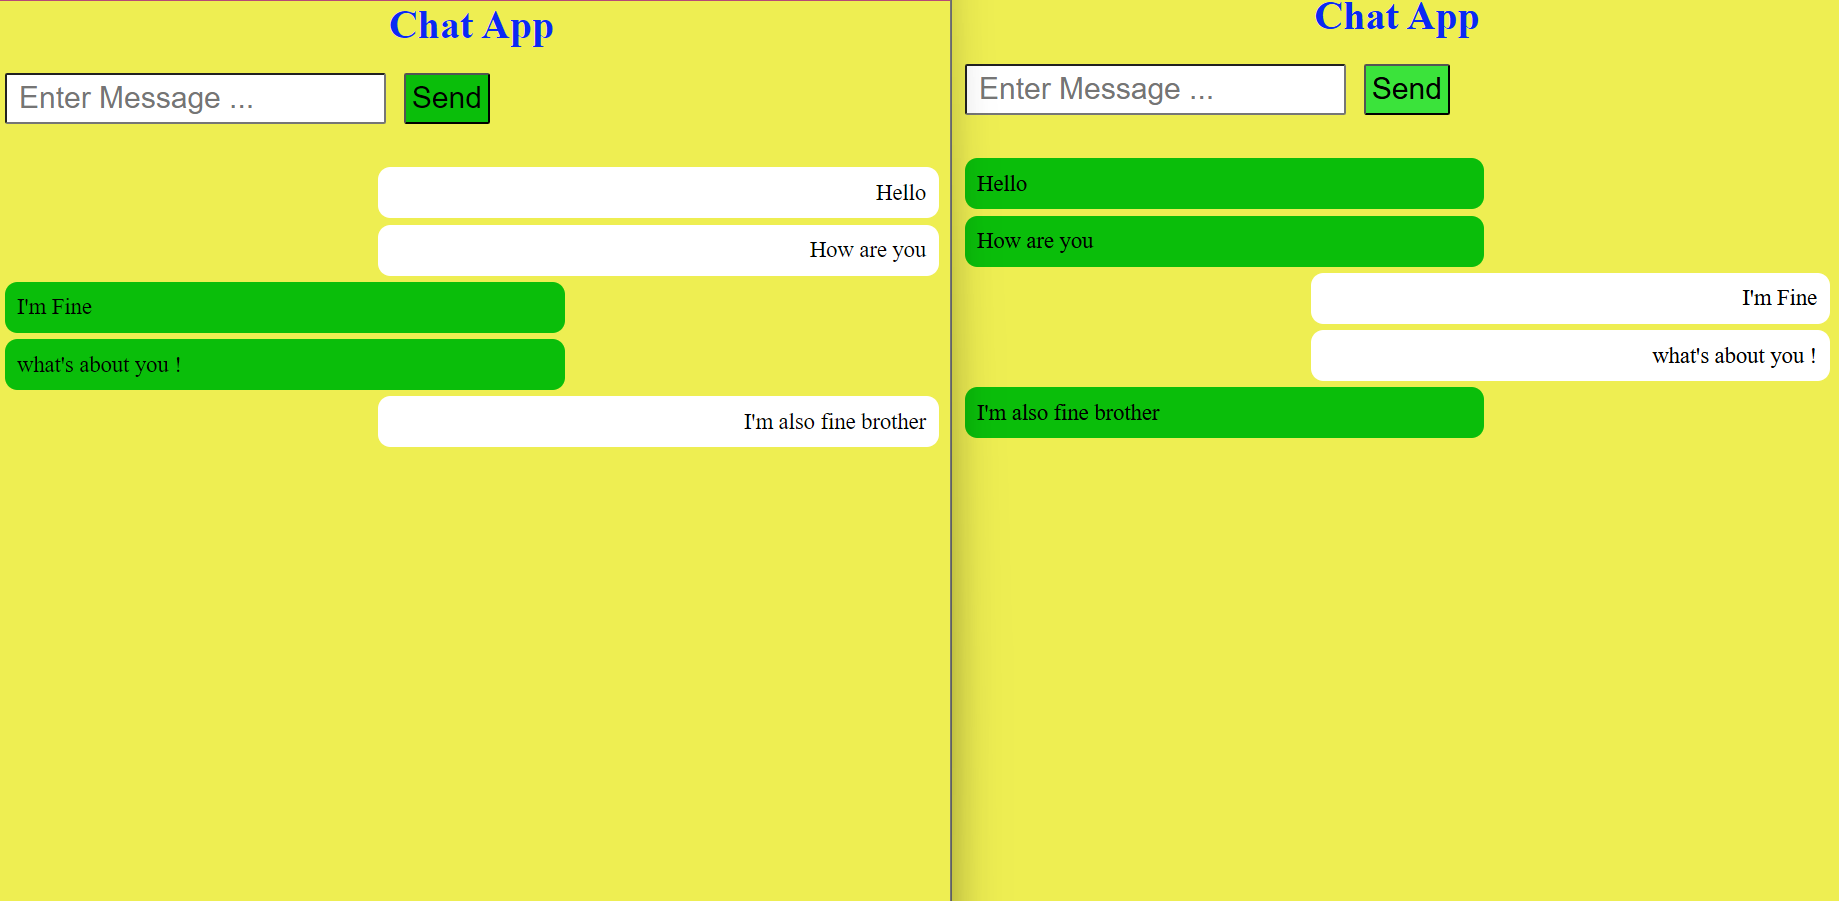 Chat App
Enter Message ...
Send
Hello
How are you
I'm Fine
what's about you !
I'm also fine brother
Chat App
Enter Message ...
Send
Hello
How are you
I'm Fine
what's about you !
I'm also fine brother